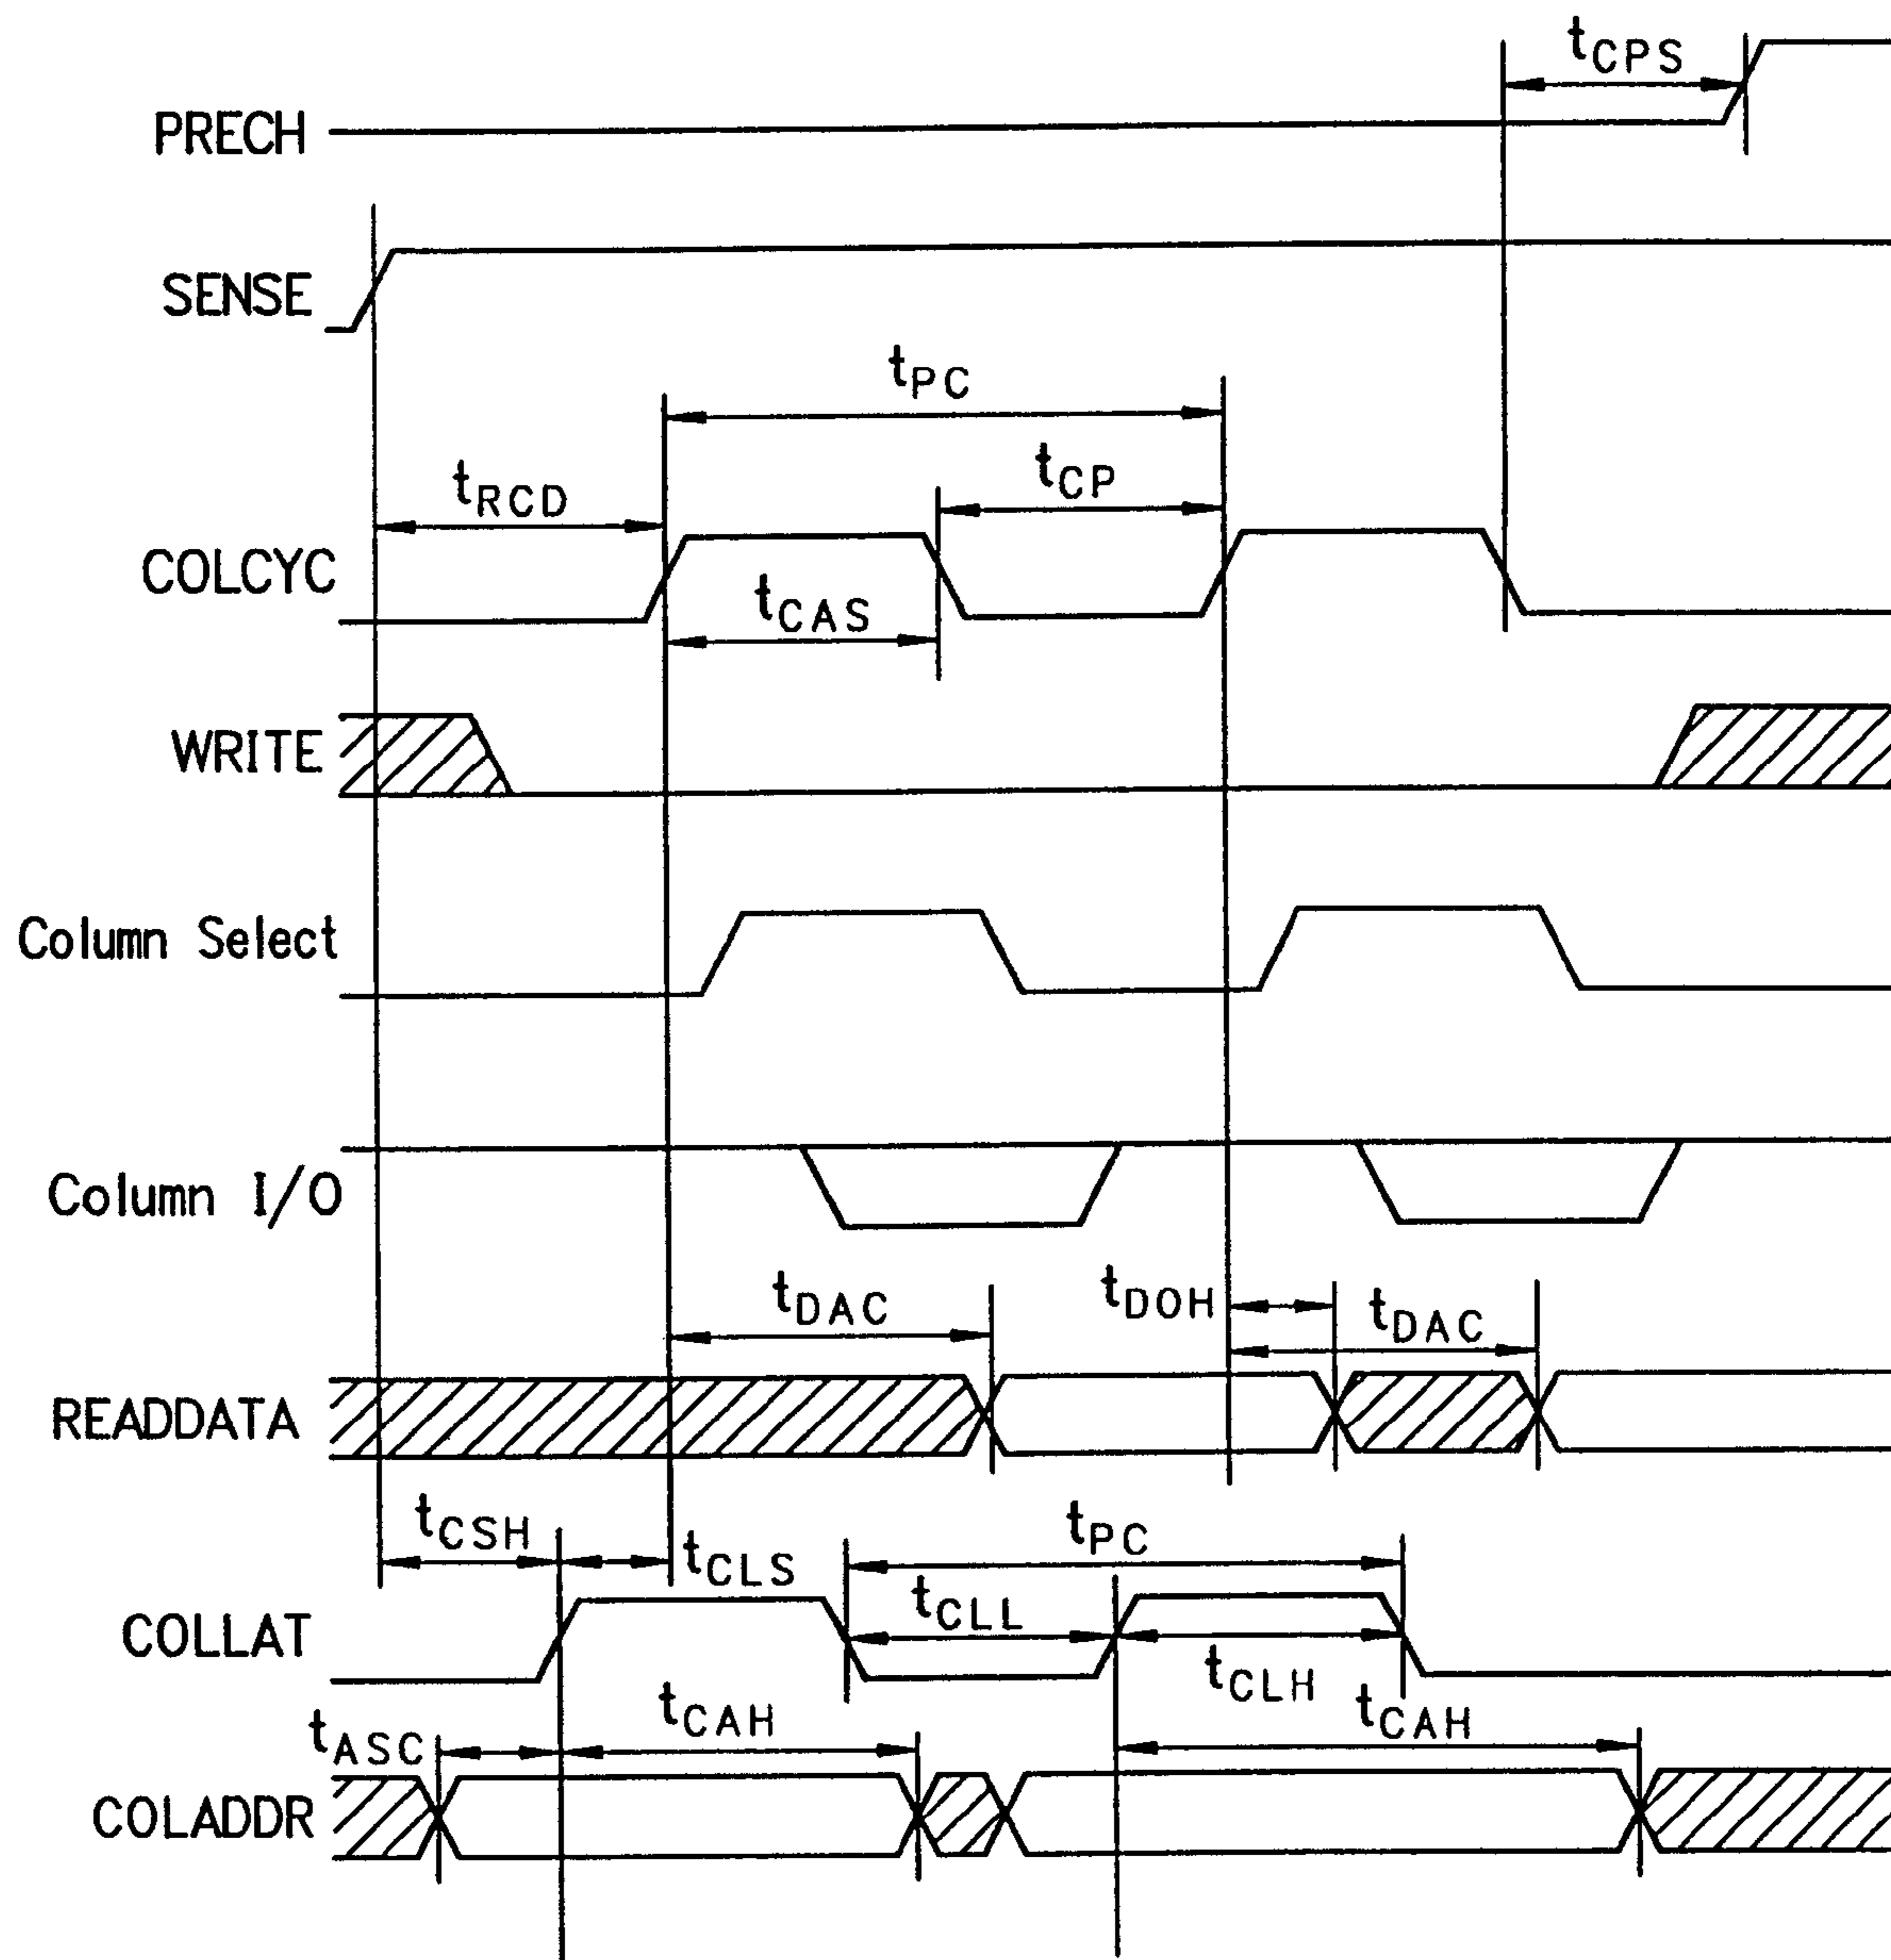 tCPS
PRECH
SENSE
tPC
tRCD
tCP
COLCYC
tCAS
WRITE
Column Select
Column I/O
tDAC
tDOH
tDAC
READDATA
tCSH
tCLS
tPC
COLLAT
tCLL
tCLH
tASC
tCAH
tCAH
COLADDR